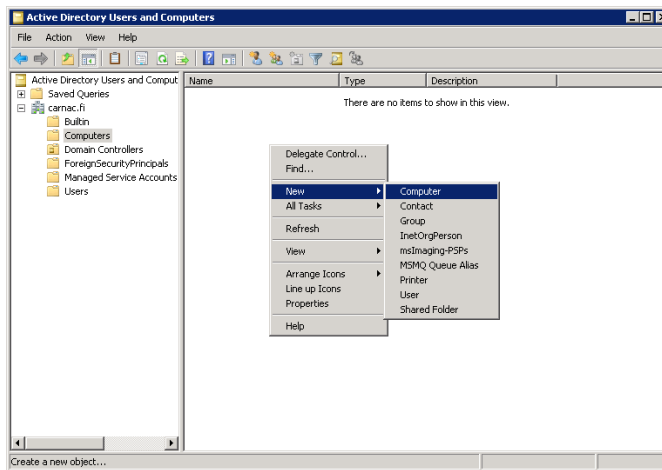 Active Directory Users and Computers
File Action View Help
Active Directory Users and Comput
Name Type Description
Saved Queries
There are no items to show in this view.
carnac.fi
Builtin
Computers
Domain Controllers
ForeignSecurityPrincipals
Managed Service Accounts
Users
Delegate Control...
Find...
New
All Tasks
Refresh
View
Arrange Icons
Line up Icons
Properties
Help
Computer
Contact
Group
InetOrgPerson
msImaging-PSPs
MSMQ Queue Alias
Printer
User
Shared Folder
Create a new object...